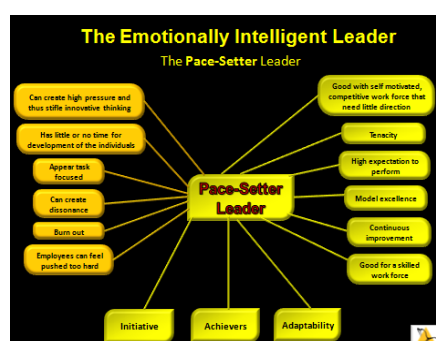 The Emotionally Intelligent Leader
The Pace-Setter Leader
Can create high pressure and
thus stifle innovative thinking
Has little or no time for
development of the individuals
Appear task
focused
Can create
dissonance
Burn out
Employees can feel
pushed too hard
Pace-Setter
Leader
Good with self motivated,
competitive work force that
need little direction
Tenacity
High expectation to
perform
Model excellence
Continuous
improvement
Good for a skilled
work force
Initiative
Achievers
Adaptability